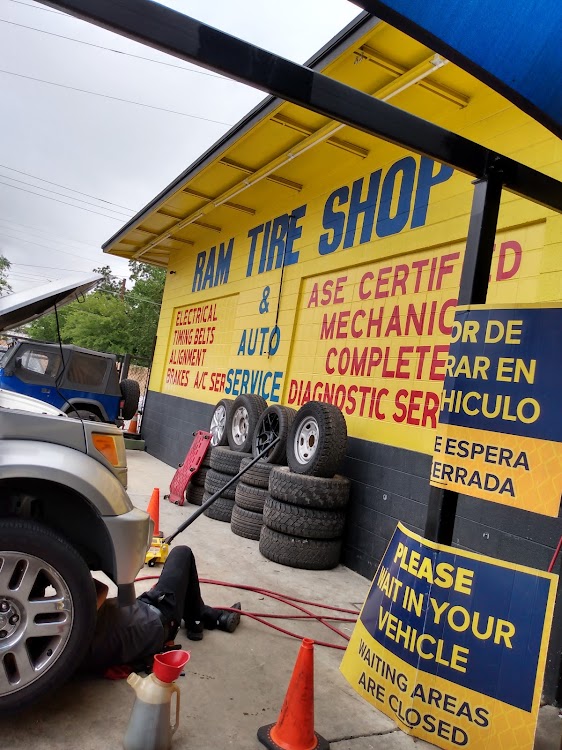 RAM TIRE SHOP
&
AUTO
SERVICE
ELECTRICAL
TIMING BELTS
ALIGNMENT
BRAKES A/C SER
ASE CERTIFIED
MECHANIC
COMPLETE
DIAGNOSTIC SER
OR DE
RAR EN
HICULO
E ESPERA
ERRADA
PLEASE
WAIT IN YOUR
VEHICLE
WAITING AREAS
ARE CLOSED